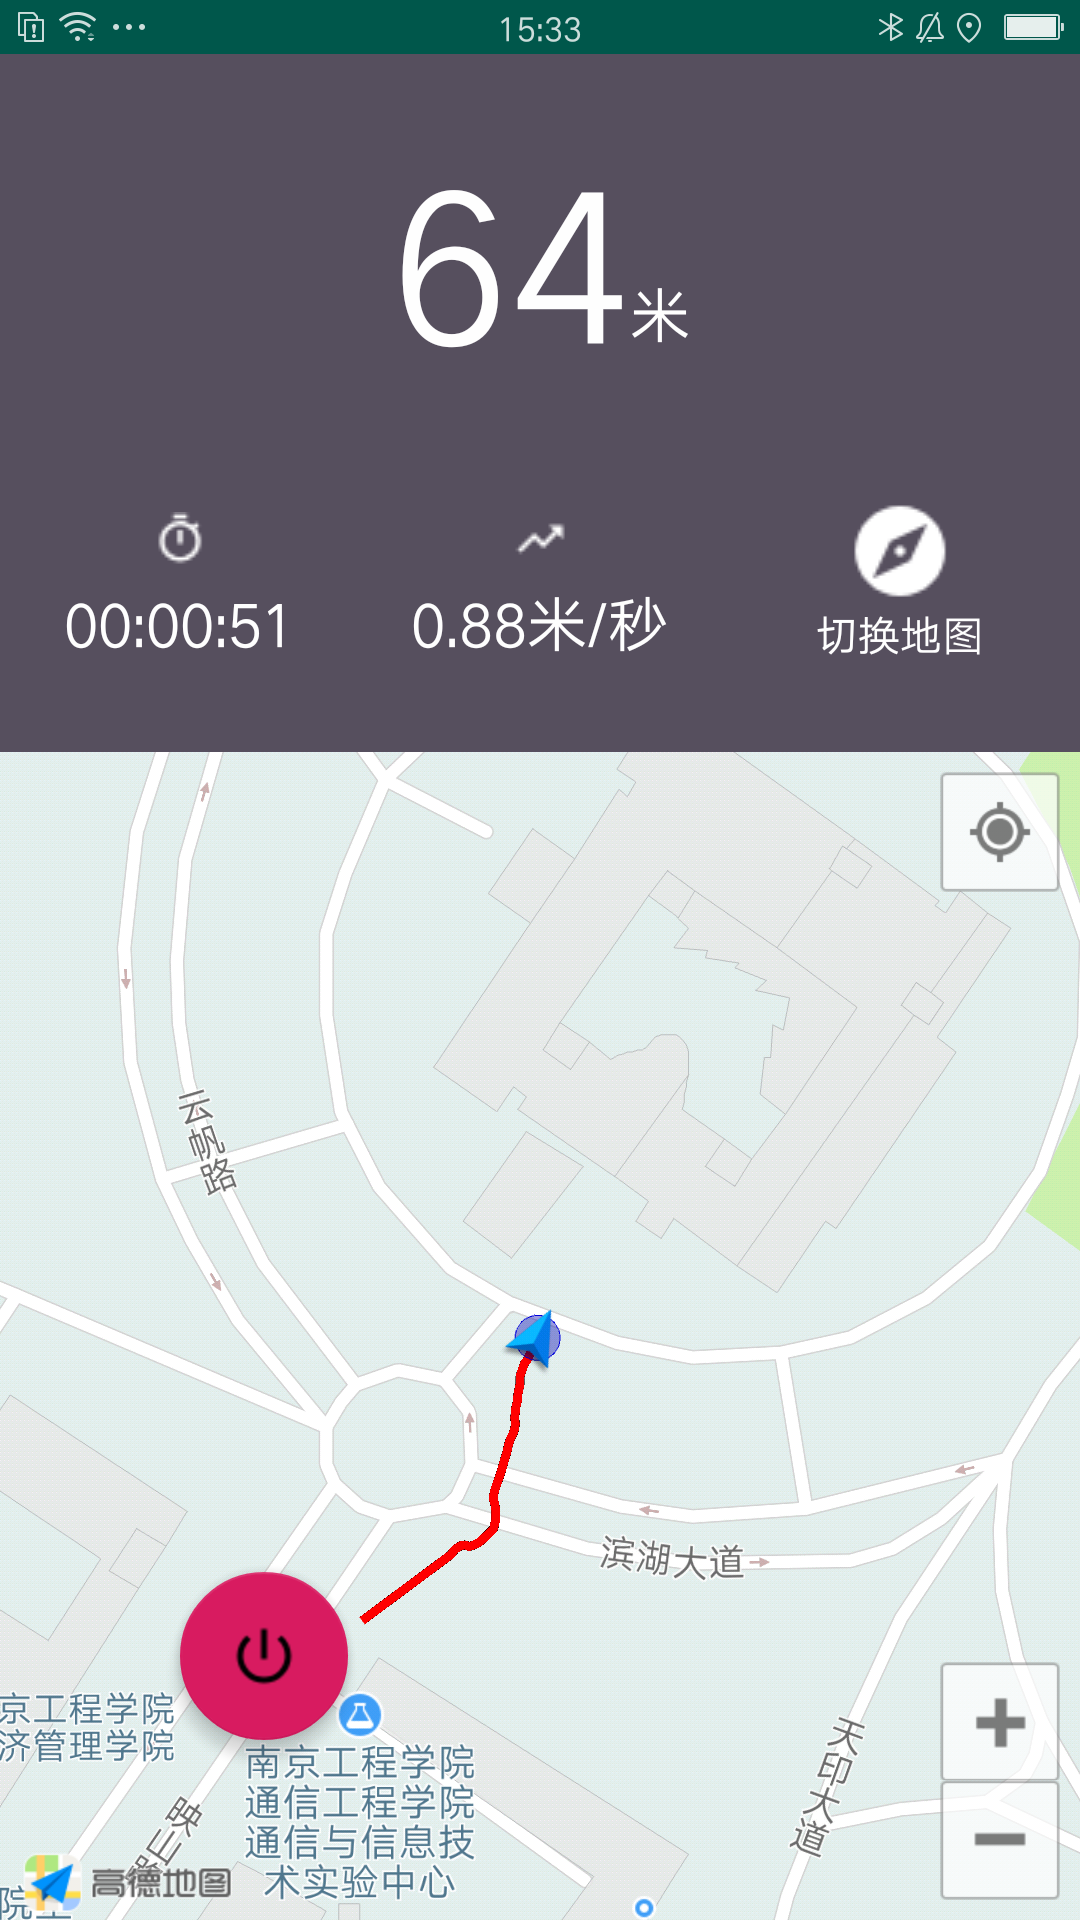 15:33
64米
00:00:51
0.88米/秒
切换地图
云帆路
滨湖大道
京工程学院
济管理学院
南京工程学院
通信工程学院
通信与信息技
术实验中心
天印大道
映山路
高德地图